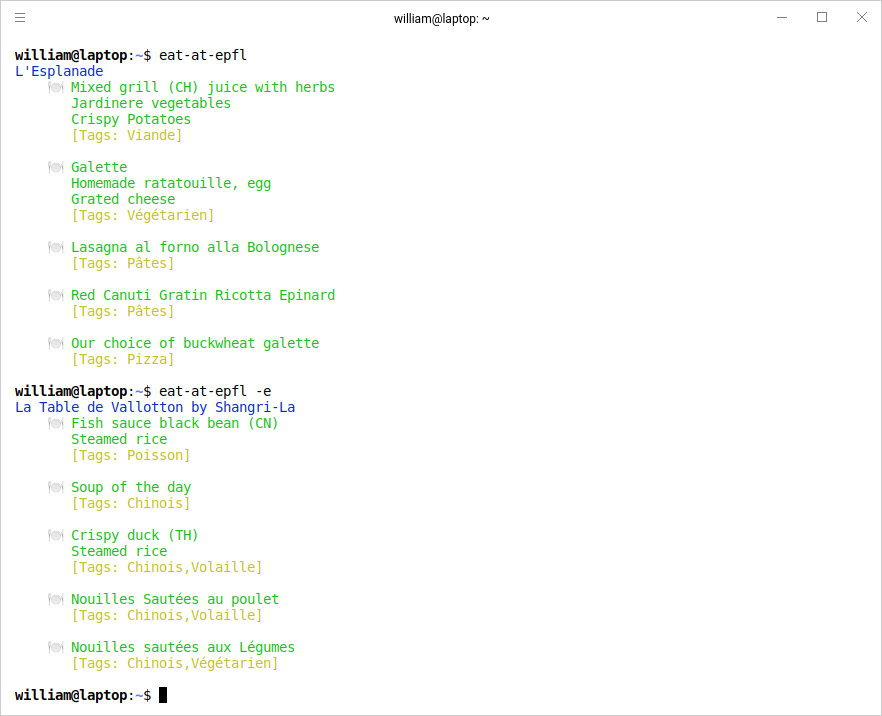 william@laptop: ~
william@laptop:~$ eat-at-epfl
L'Esplanade
🍽 Mixed grill (CH) juice with herbs
Jardinere vegetables
Crispy Potatoes
[Tags: Viande]
🍽 Galette
Homemade ratatouille, egg
Grated cheese
[Tags: Végétarien]
🍽 Lasagna al forno alla Bolognese
[Tags: Pâtes]
🍽 Red Canuti Gratin Ricotta Epinard
[Tags: Pâtes]
🍽 Our choice of buckwheat galette
[Tags: Pizza]
william@laptop:~$ eat-at-epfl -e
La Table de Vallotton by Shangri-La
🍽 Fish sauce black bean (CN)
Steamed rice
[Tags: Poisson]
🍽 Soup of the day
[Tags: Chinois]
🍽 Crispy duck (TH)
Steamed rice
[Tags: Chinois,Volaille]
🍽 Nouilles Sautées au poulet
[Tags: Chinois,Volaille]
🍽 Nouilles sautées aux Légumes
[Tags: Chinois,Végétarien]
william@laptop:~$